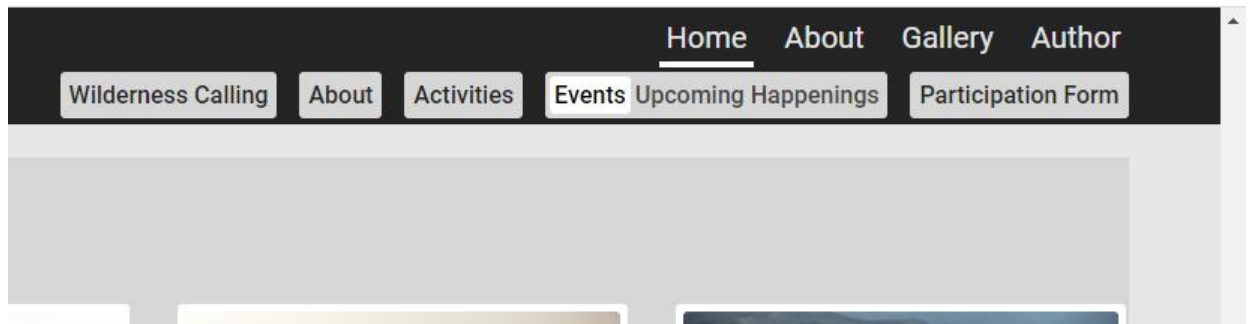 Home About Gallery Author
Wilderness Calling About Activities Events Upcoming Happenings Participation Form